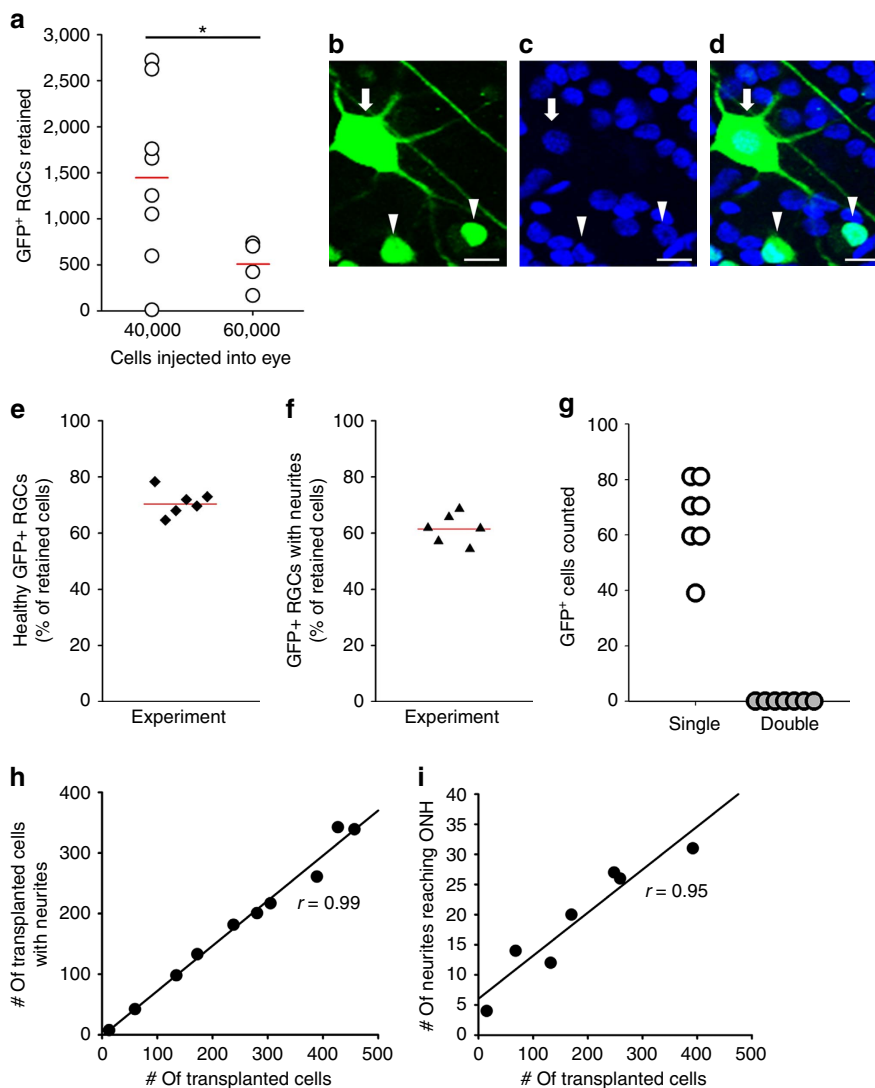 a
3,000
2,500
2,000
1,500
1,000
500
0
GFP⁺ RGCs retained
*
40,000 60,000
Cells injected into eye
b
c
d
e
100
80
60
40
20
0
Healthy GFP+ RGCs
(% of retained cells)
Experiment
f
100
80
60
40
20
0
GFP+ RGCs with neurites
(% of retained cells)
Experiment
g
100
80
60
40
20
0
GFP⁺ cells counted
Single Double
h
400
300
200
100
0
# Of transplanted cells
with neurites
r = 0.99
0 100 200 300 400 500
# Of transplanted cells
i
40
35
30
25
20
15
10
5
0
# Of neurites reaching ONH
r = 0.95
0 100 200 300 400 500
# Of transplanted cells